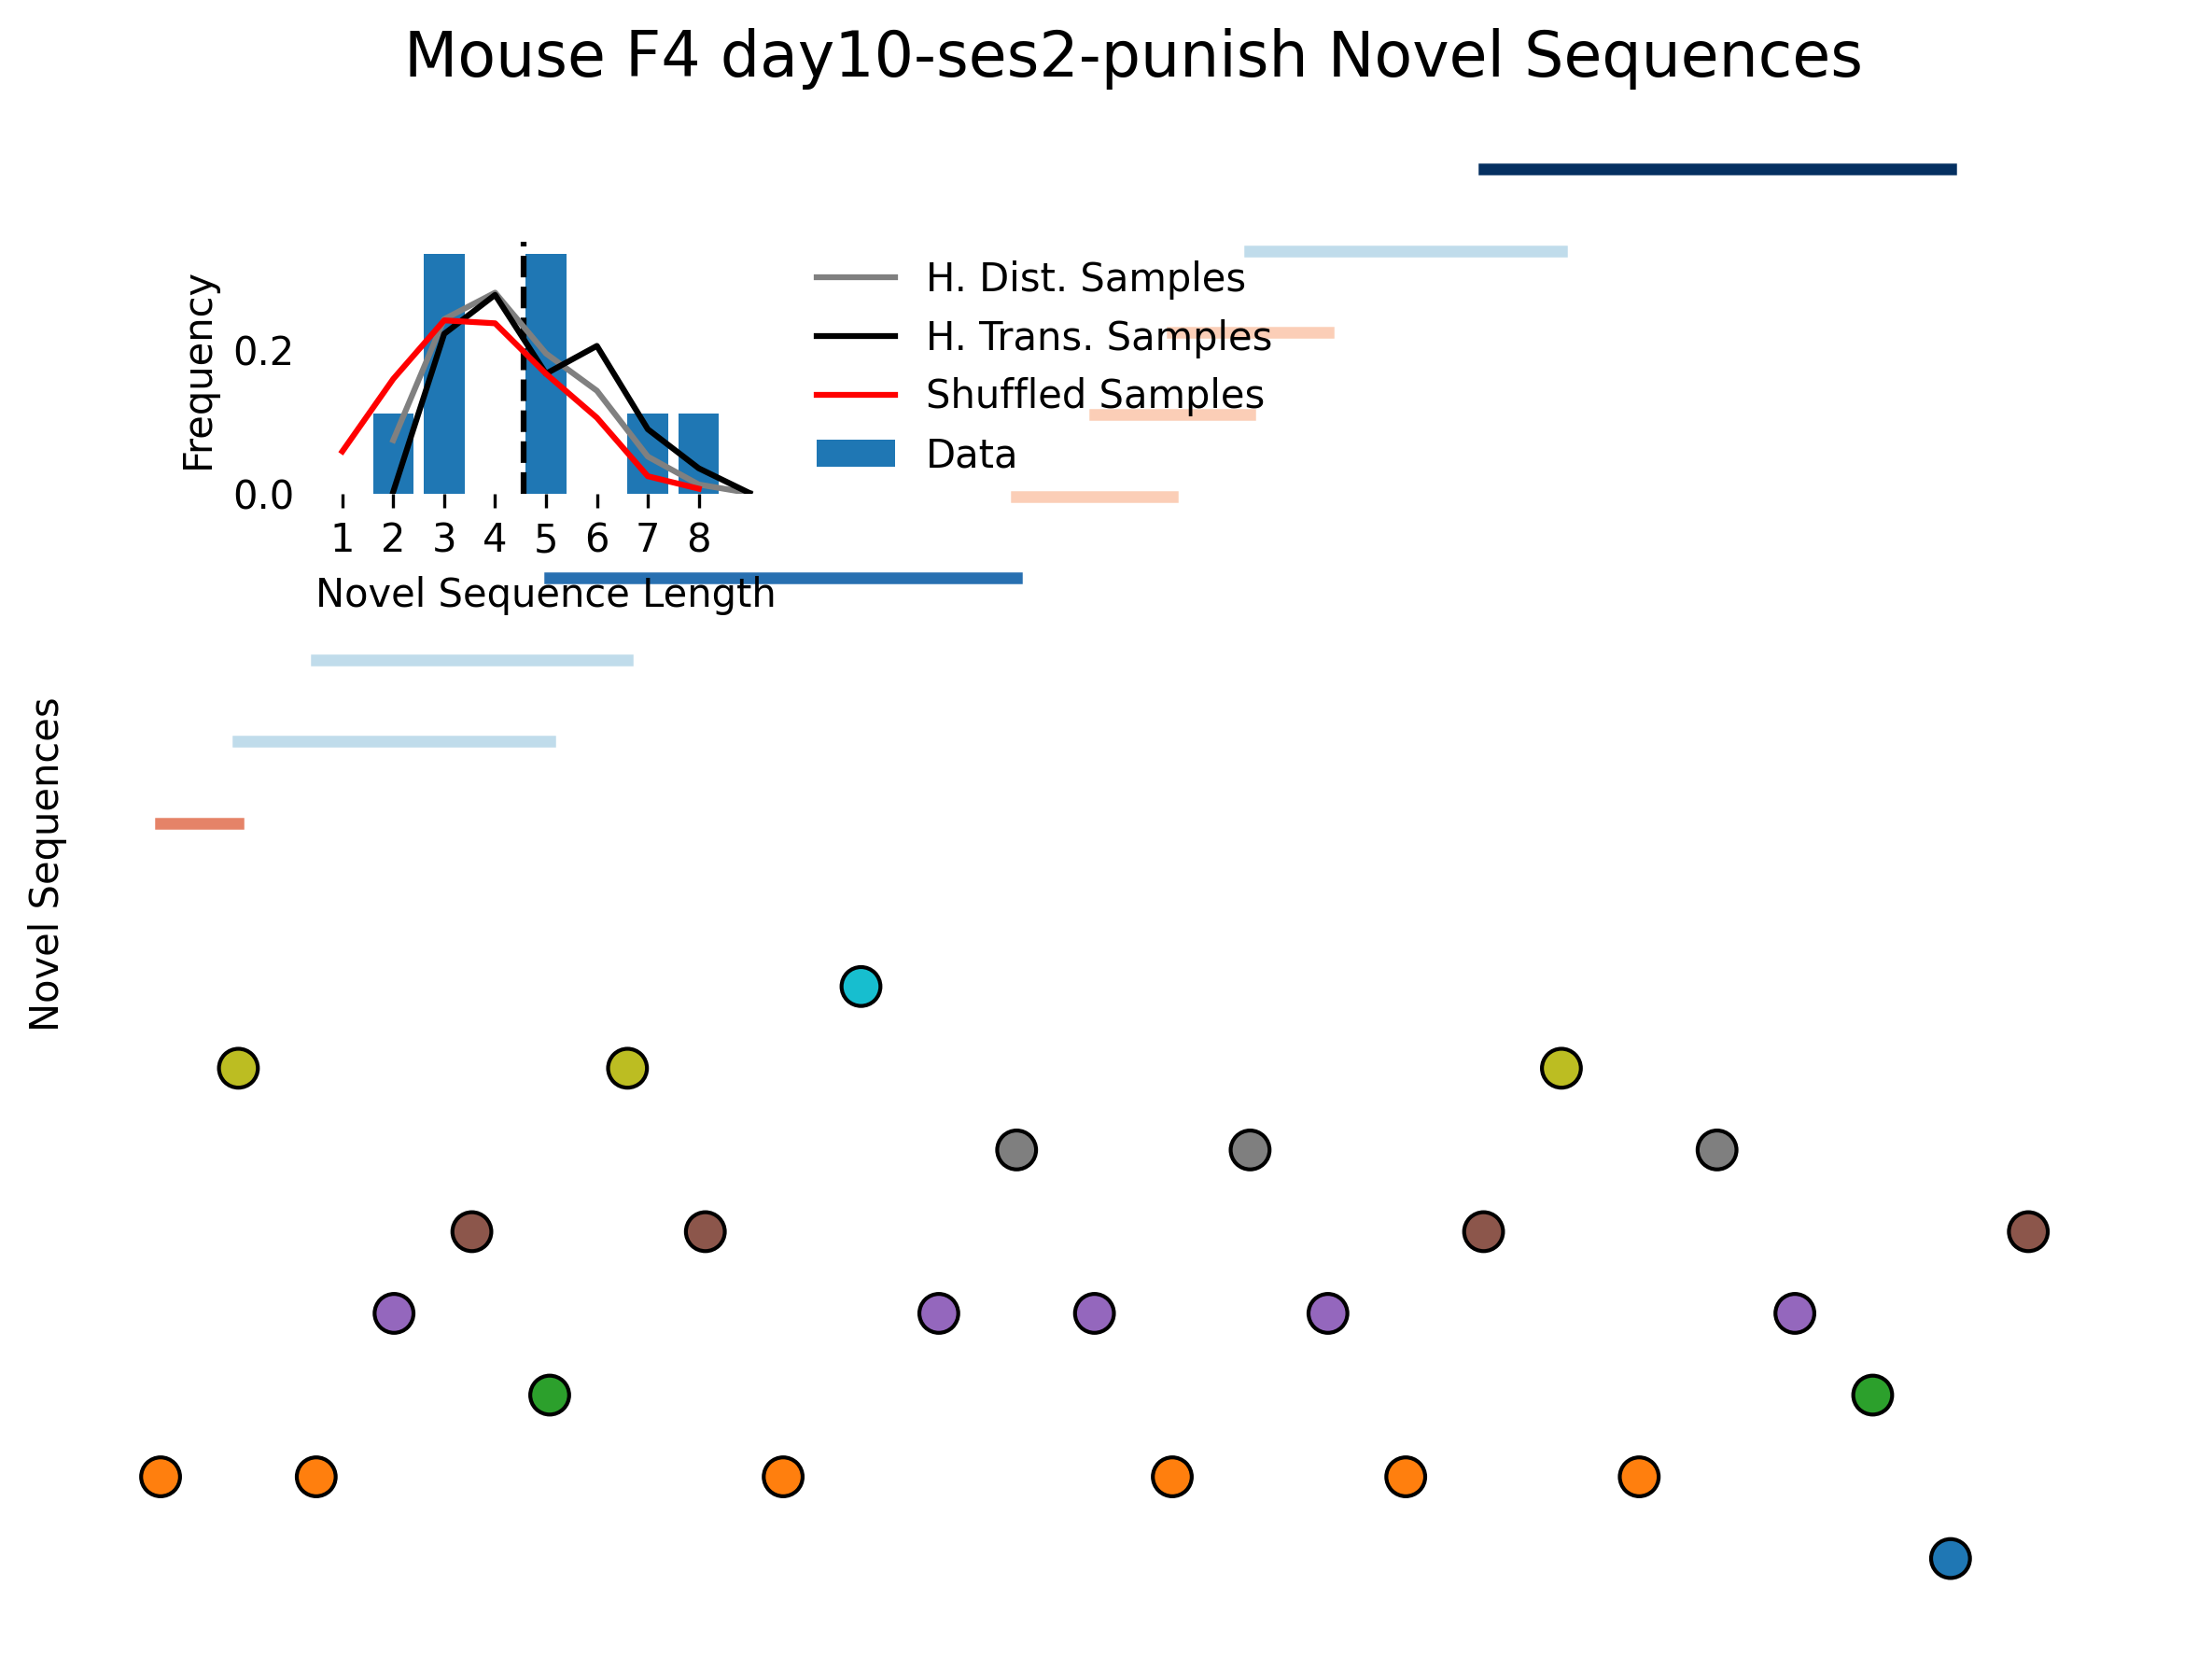 Mouse F4 day10-ses2-punish Novel Sequences
Frequency
0.2
0.0
1 2 3 4 5 6 7 8
Novel Sequence Length
H. Dist. Samples
H. Trans. Samples
Shuffled Samples
Data
Novel Sequences